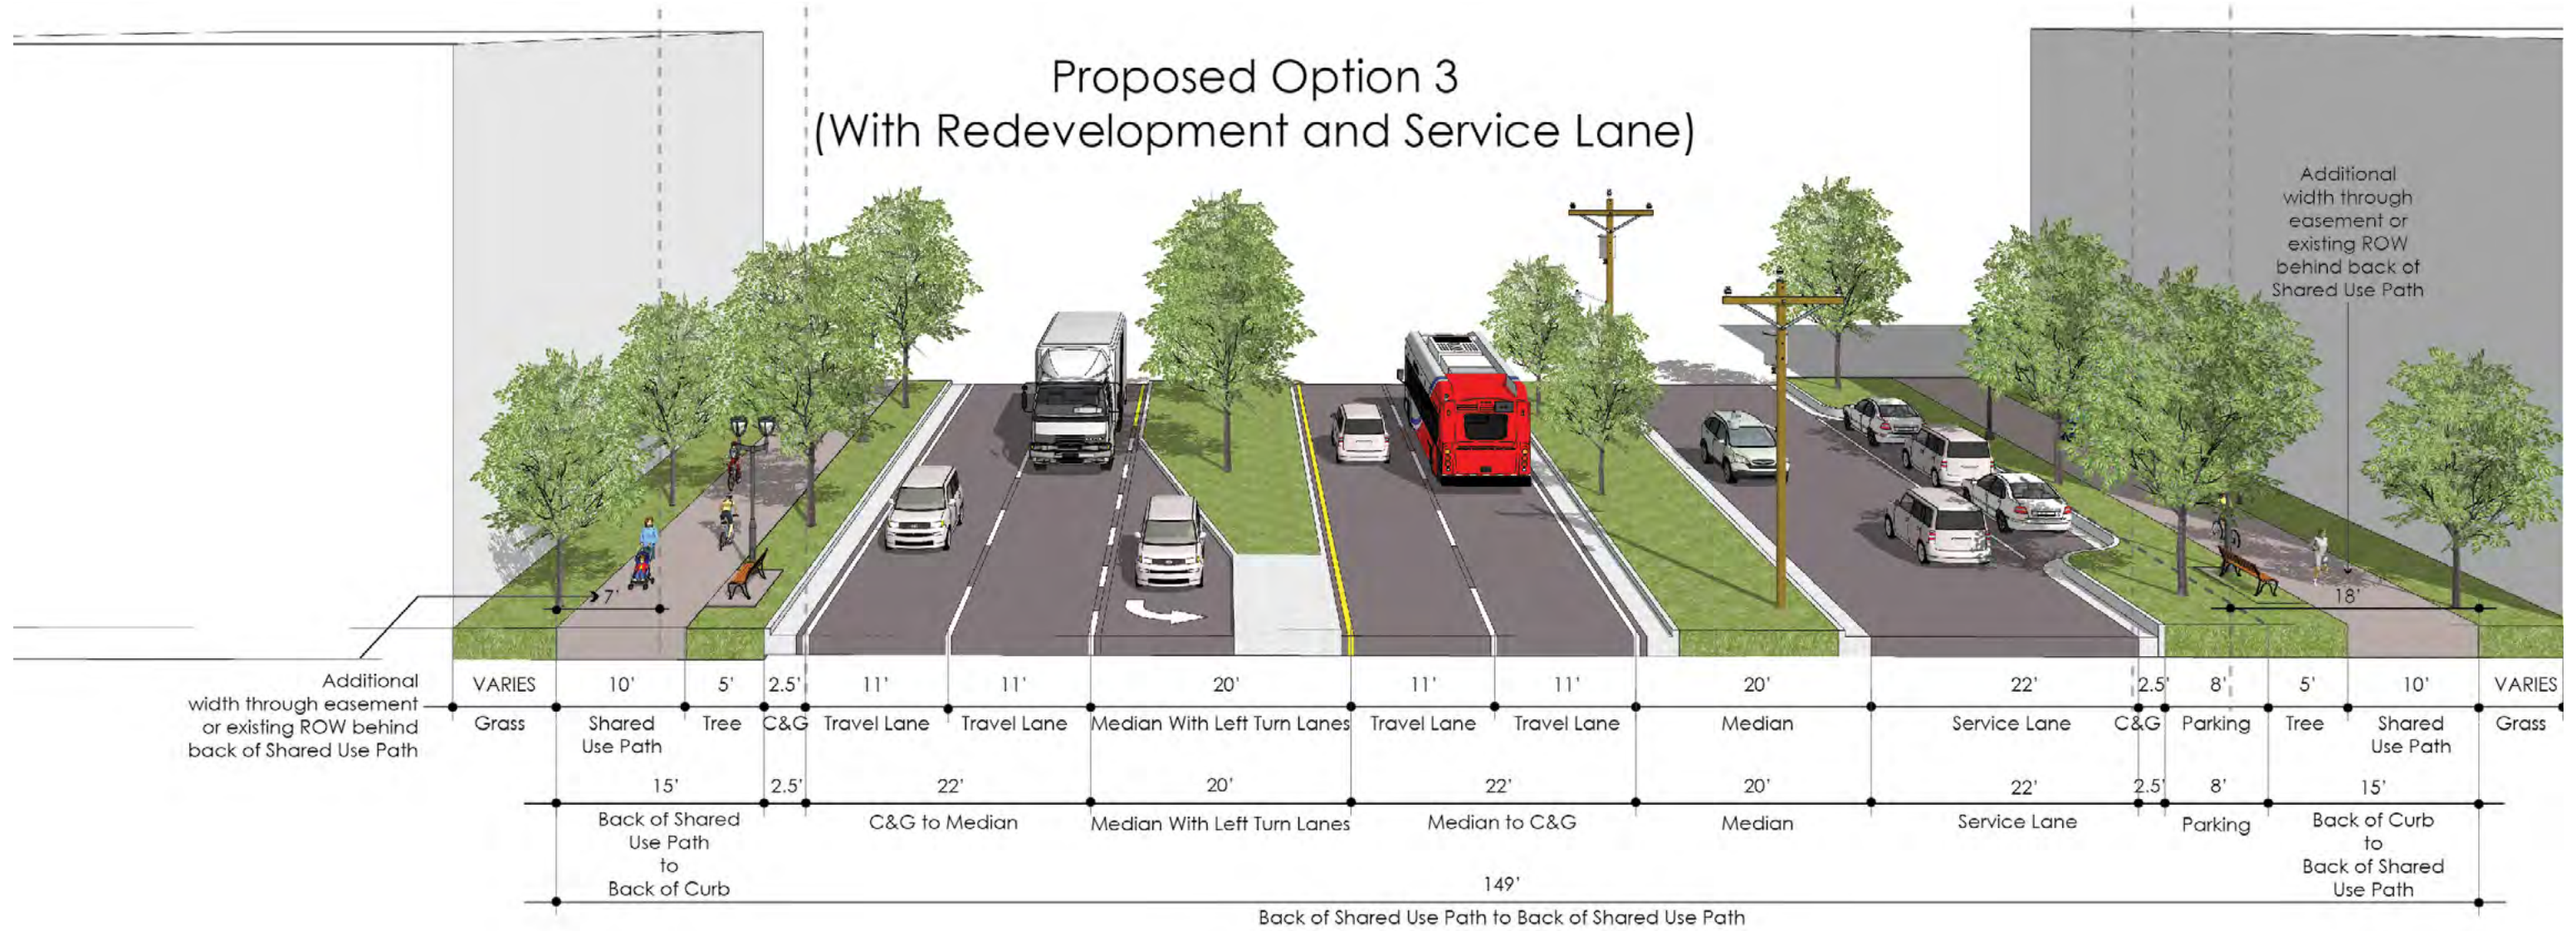 Proposed Option 3
(With Redevelopment and Service Lane)
Additional
width through
easement or
existing ROW
behind back of
Shared Use Path
7'
18'
Additional
width through easement
or existing ROW behind
back of Shared Use Path
VARIES 10' 5' 2.5' 11' 11' 20' 11' 11' 20' 22' 2.5' 8' 5' 10' VARIES
Grass Shared Tree C&G Travel Lane Travel Lane Median With Left Turn Lanes Travel Lane Travel Lane Median Service Lane C&G Parking Tree Shared Grass
Use Path Use Path
15' 2.5' 22' 20' 22' 20' 22' 2.5' 8' 15'
Back of Shared C&G to Median Median With Left Turn Lanes Median to C&G Median Service Lane Parking Back of Curb
Use Path to
to Back of Shared
Back of Curb Use Path
149'
Back of Shared Use Path to Back of Shared Use Path